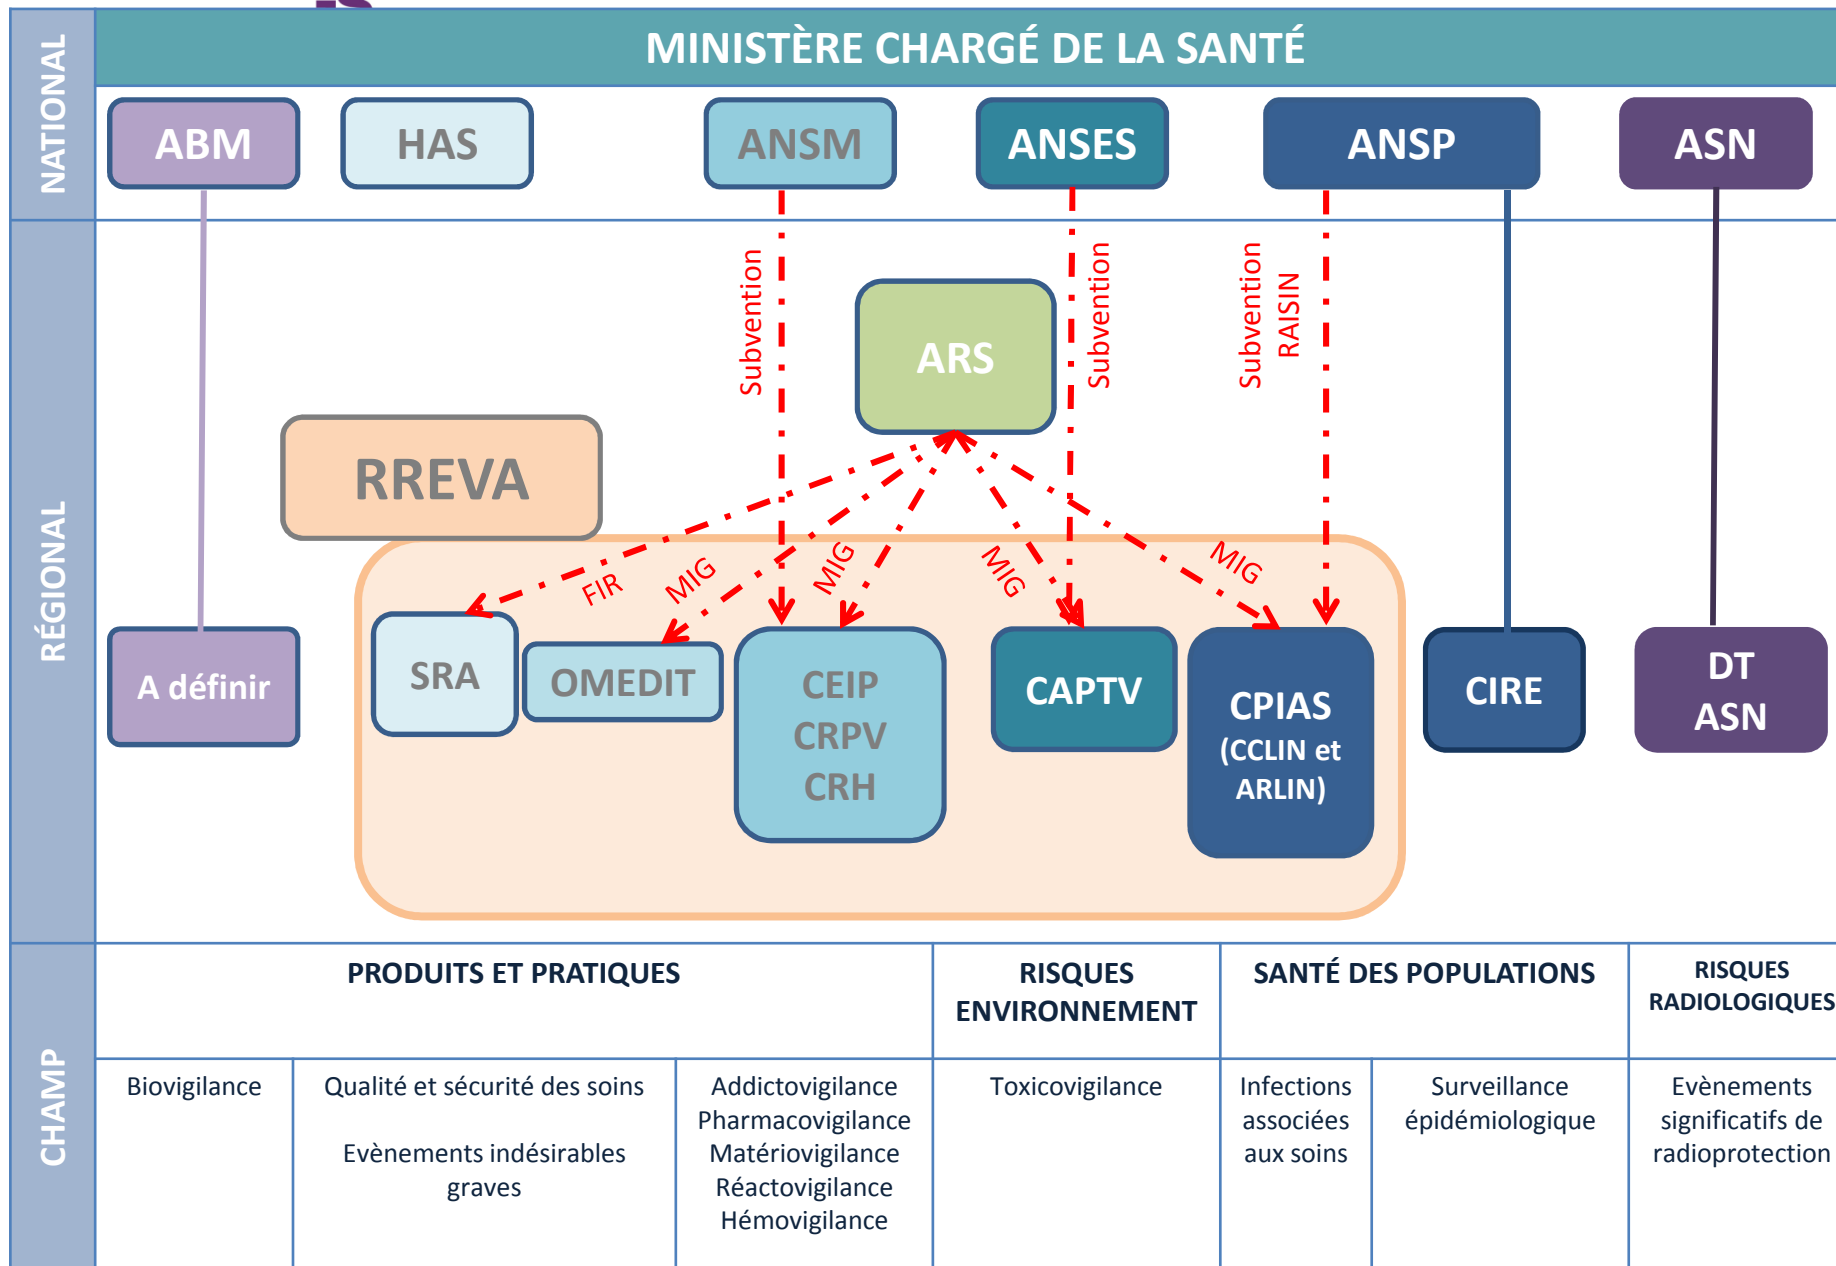 MINISTÈRE CHARGÉ DE LA SANTÉ
NATIONAL
ABM
HAS
ANSM
ANSES
ANSP
ASN
RÉGIONAL
Subvention
Subvention
Subvention
RAISIN
ARS
RREVA
FIR
MIG
MIG
MIG
MIG
A définir
SRA
OMEDIT
CEIP
CRPV
CRH
CAPTV
CPIAS
(CCLIN et
ARLIN)
CIRE
DT
ASN
CHAMP
PRODUITS ET PRATIQUES
RISQUES
ENVIRONNEMENT
SANTÉ DES POPULATIONS
RISQUES
RADIOLOGIQUES
Biovigilance
Qualité et sécurité des soins
Evènements indésirables
graves
Addictovigilance
Pharmacovigilance
Matériovigilance
Réactovigilance
Hémovigilance
Toxicovigilance
Infections
associées
aux soins
Surveillance
épidémiologique
Evènements
significatifs de
radioprotection